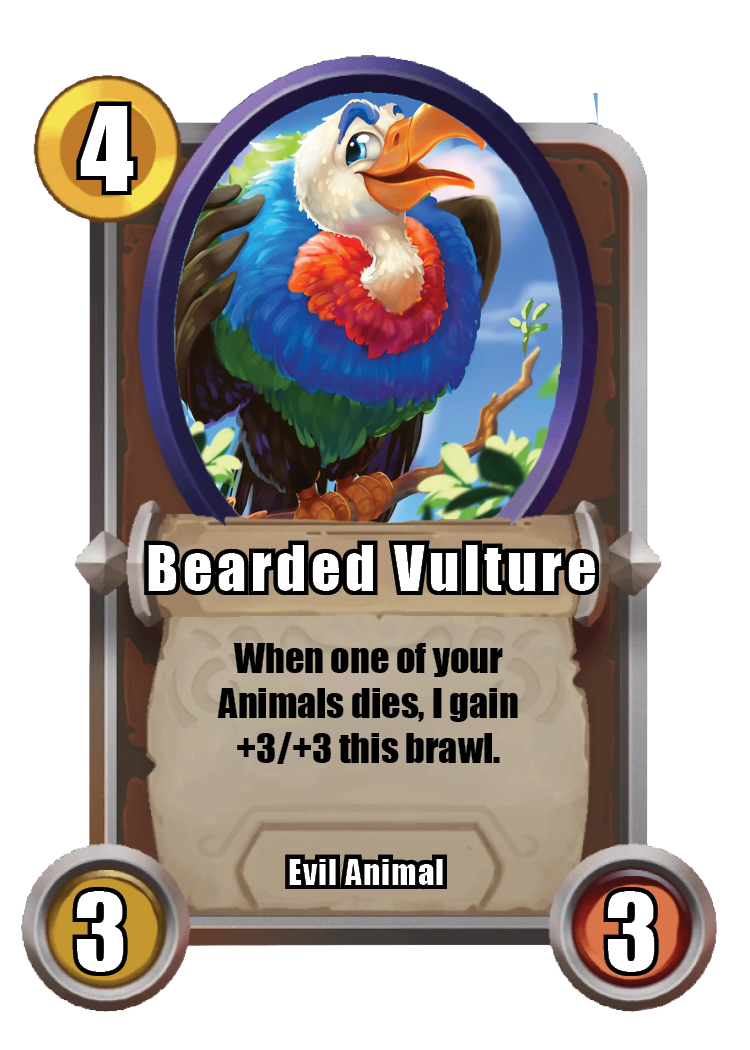 4
Bearded Vulture
When one of your
Animals dies, I gain
+3/+3 this brawl.
Evil Animal
3
3